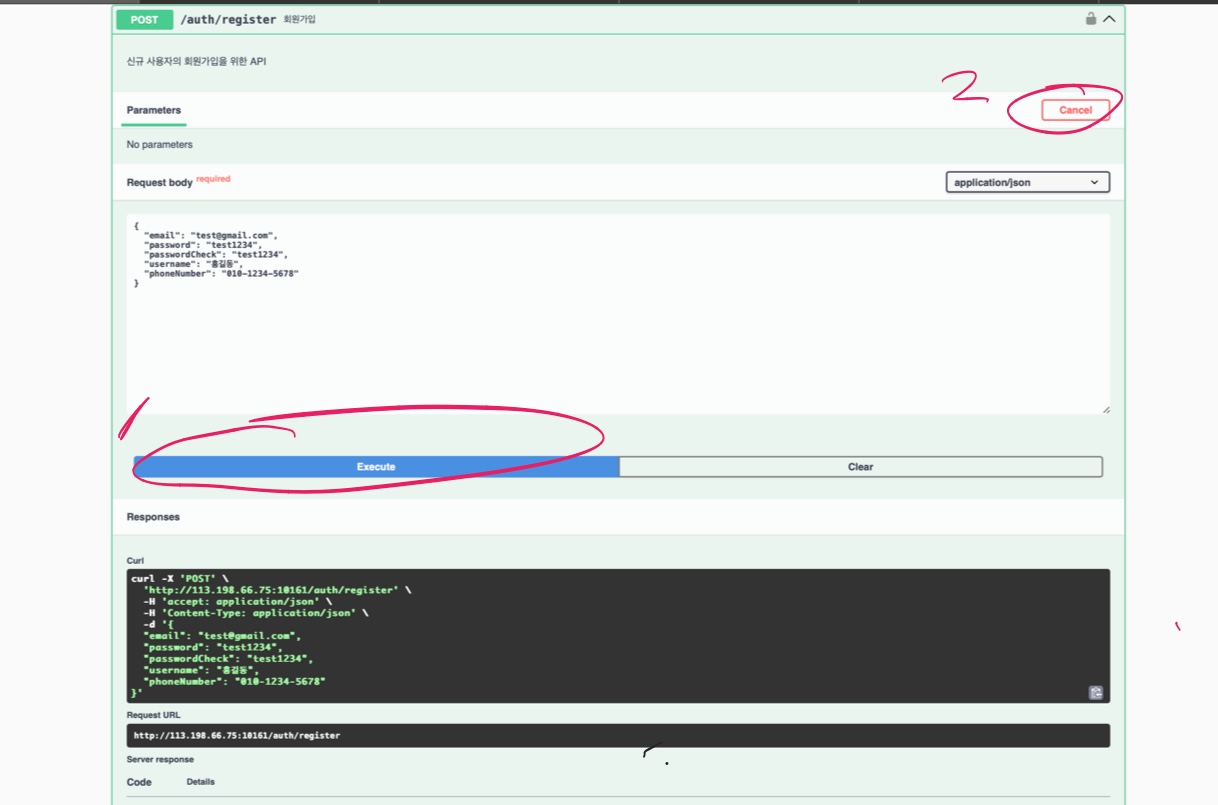 POST /auth/register 회원가입
신규 사용자의 회원가입을 위한 API
2
Parameters Cancel
No parameters
Request body required application/json
{
"email": "test@gmail.com",
"password": "test1234",
"passwordCheck": "test1234",
"username": "홍길동",
"phoneNumber": "010-1234-5678"
}
1
Execute Clear
Responses
Curl
curl -X 'POST' \
'http://113.198.66.75:10161/auth/register' \
-H 'accept: application/json' \
-H 'Content-Type: application/json' \
-d '{
"email": "test@gmail.com",
"password": "test1234",
"passwordCheck": "test1234",
"username": "홍길동",
"phoneNumber": "010-1234-5678"
}'
Request URL
http://113.198.66.75:10161/auth/register
Server response
Code Details